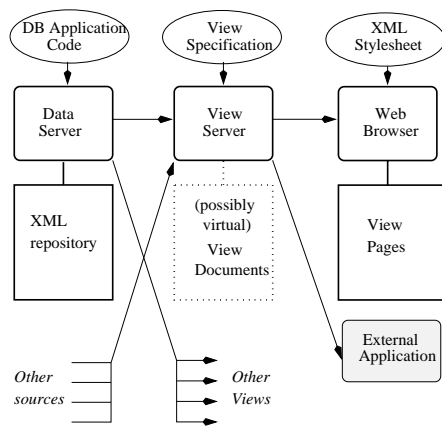 DB Application
Code
View
Specification
XML
Stylesheet
Data
Server
View
Server
Web
Browser
XML
repository
(possibly
virtual)
View
Documents
View
Pages
External
Application
Other
sources
Other
Views